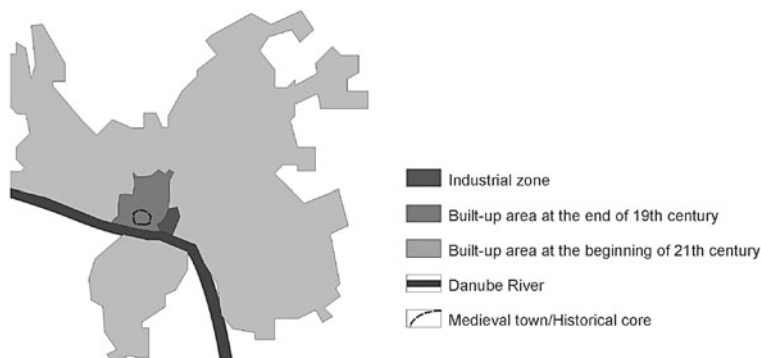 Industrial zone
Built-up area at the end of 19th century
Built-up area at the beginning of 21th century
Danube River
Medieval town/Historical core